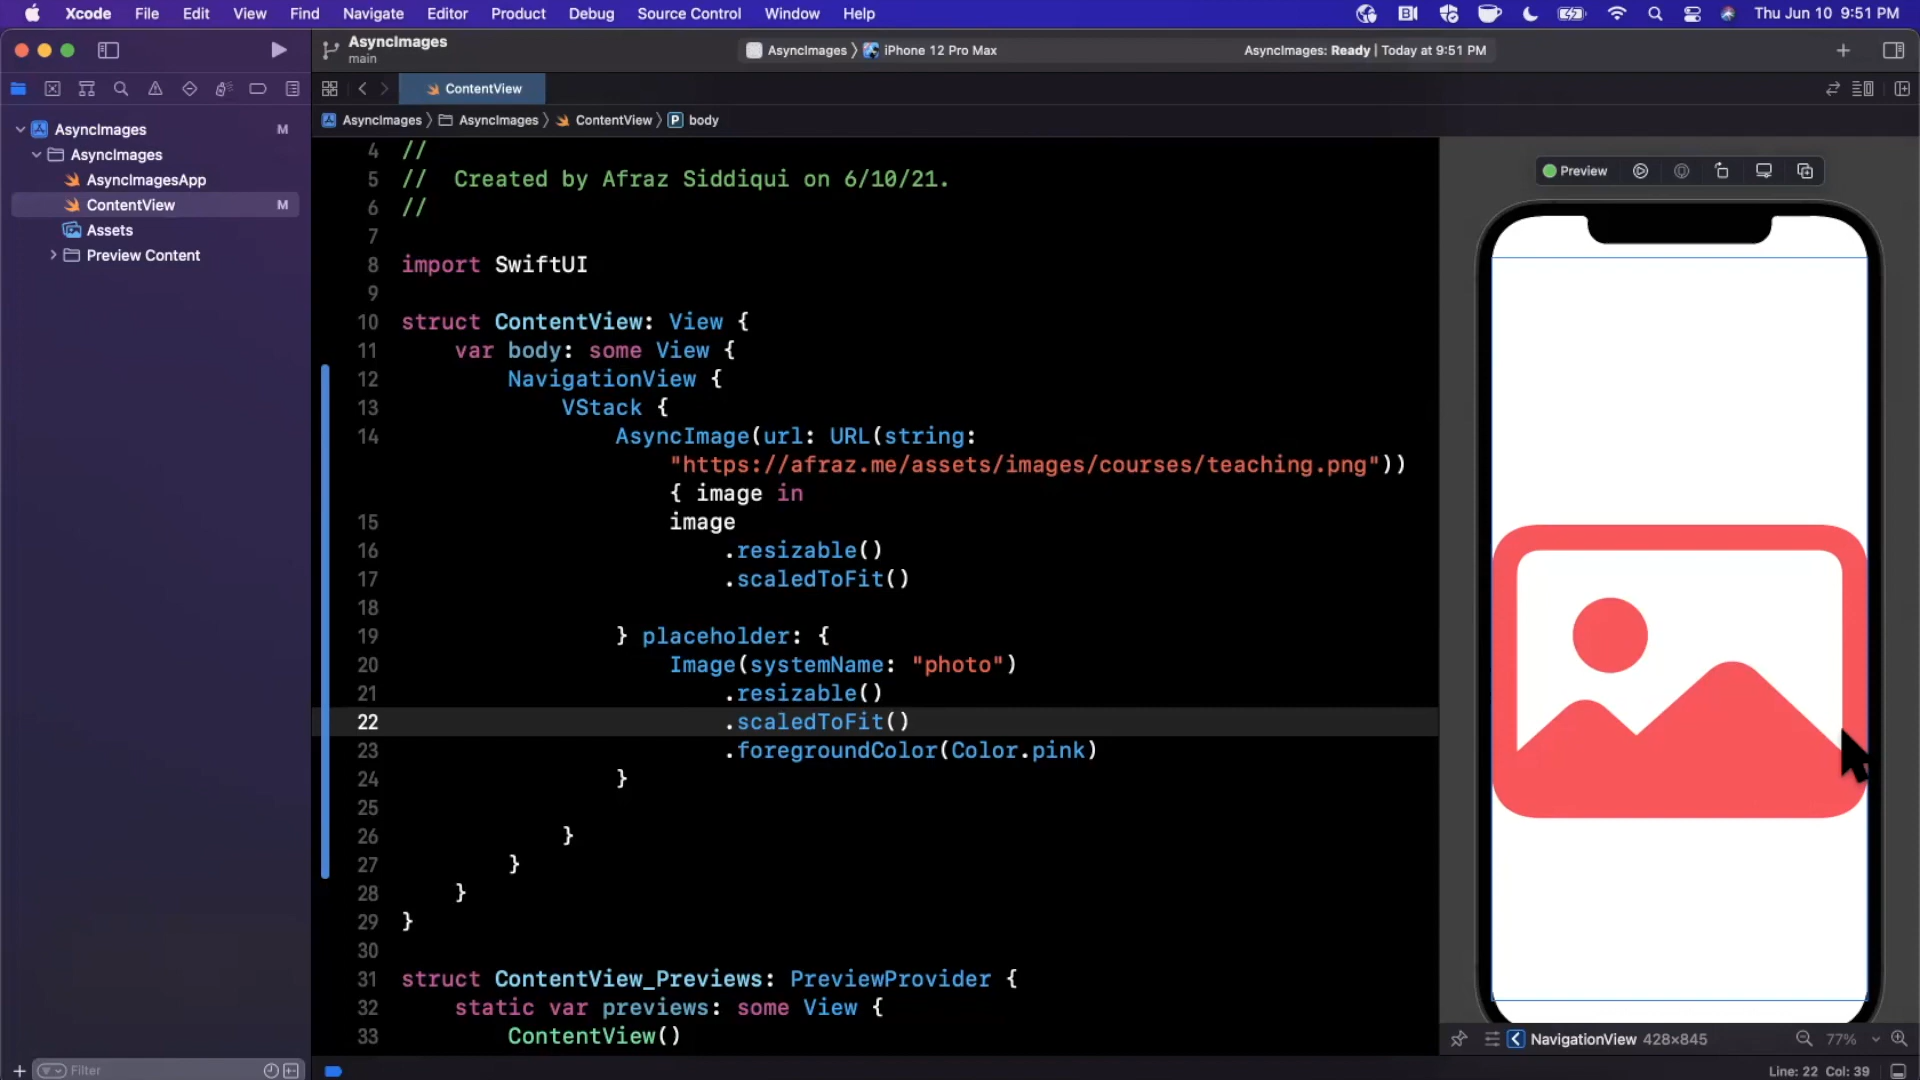 Xcode File Edit View Find Navigate Editor Product Debug Source Control Window Help Thu Jun 10 9:51 PM
AsyncImages
main
AsyncImages iPhone 12 Pro Max
AsyncImages: Ready | Today at 9:51 PM
ContentView
AsyncImages AsyncImages ContentView P body
AsyncImages M
AsyncImages
AsyncImagesApp
ContentView M
Assets
Preview Content
4 //
5 //  Created by Afraz Siddiqui on 6/10/21.
6 //
7
8 import SwiftUI
9
10 struct ContentView: View {
11     var body: some View {
12         NavigationView {
13             VStack {
14                 AsyncImage(url: URL(string:
"https://afraz.me/assets/images/courses/teaching.png"))
{ image in
15                     image
16                         .resizable()
17                         .scaledToFit()
18
19                 } placeholder: {
20                     Image(systemName: "photo")
21                         .resizable()
22                         .scaledToFit()
23                         .foregroundColor(Color.pink)
24                 }
25
26             }
27         }
28     }
29 }
30
31 struct ContentView_Previews: PreviewProvider {
32     static var previews: some View {
33         ContentView()
Preview
NavigationView 428×845
77%
Filter
Line: 22 Col: 39